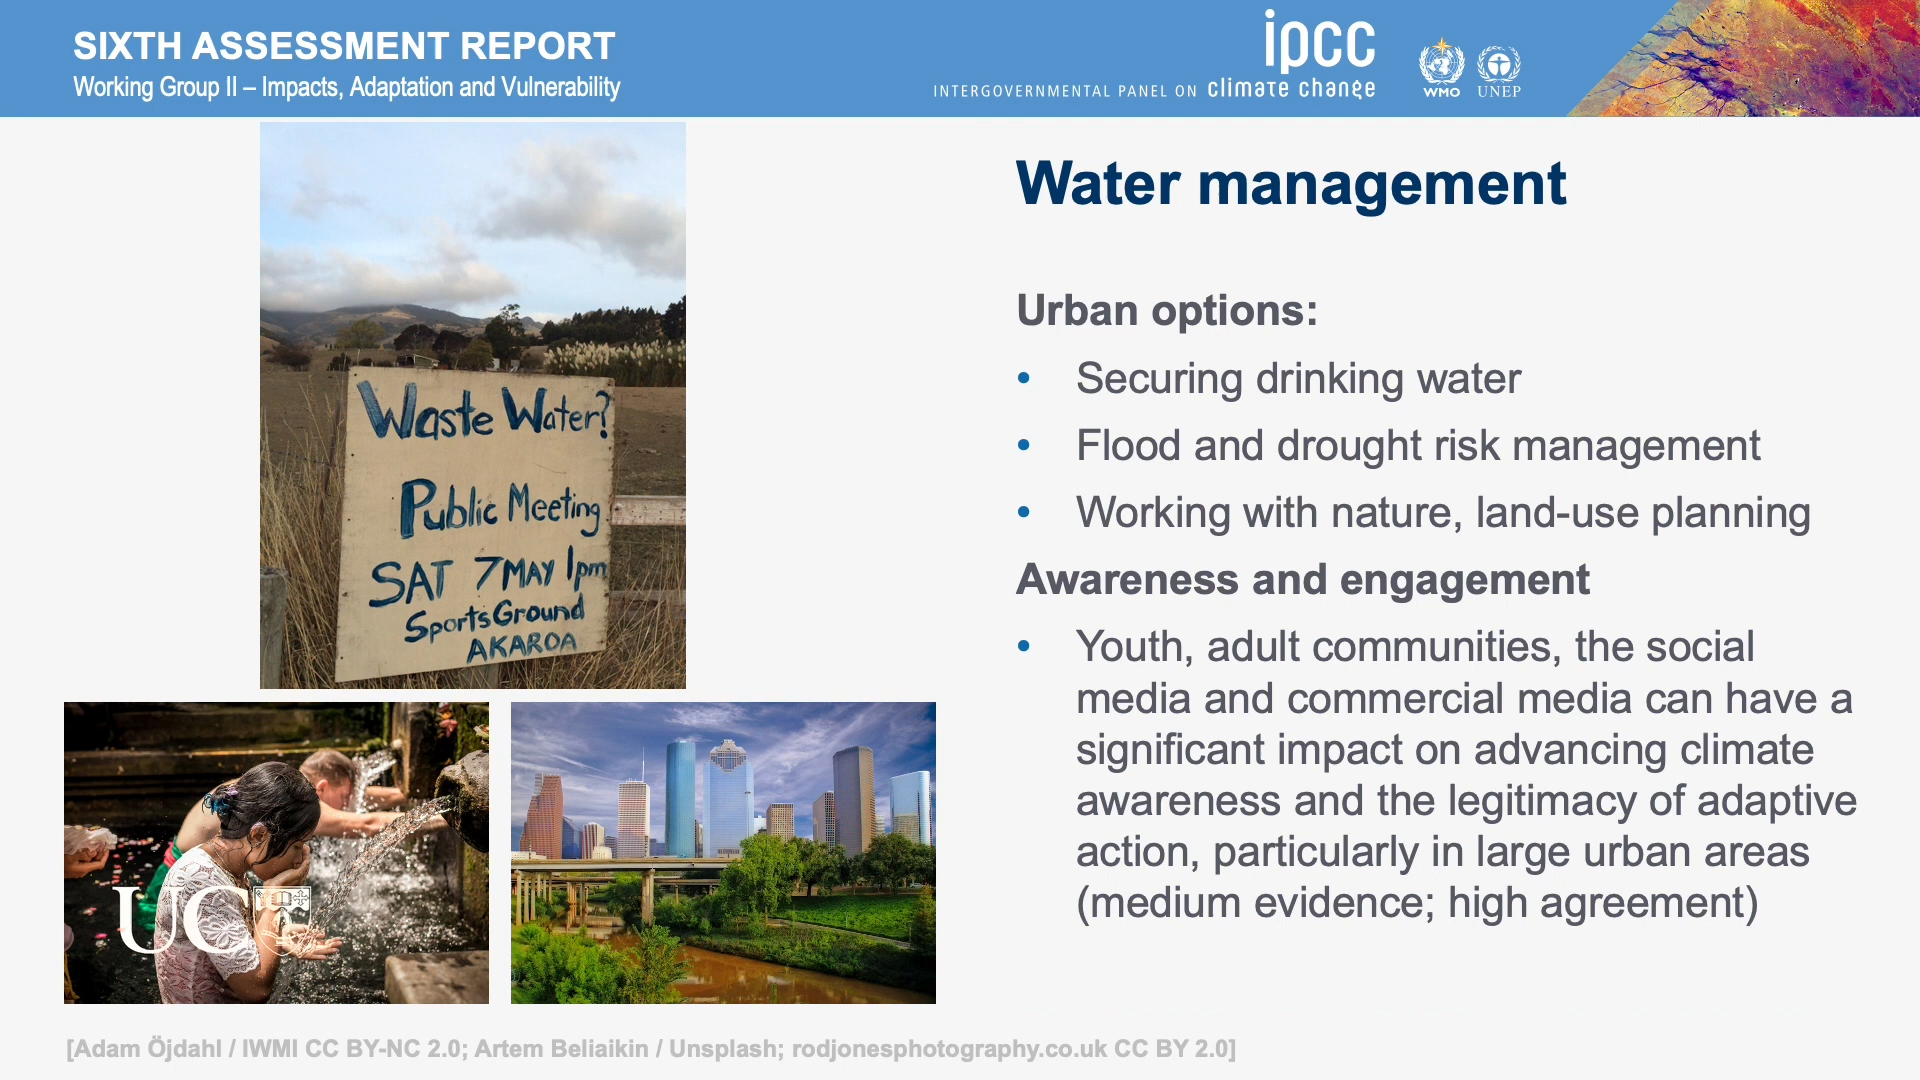 SIXTH ASSESSMENT REPORT
Working Group II – Impacts, Adaptation and Vulnerability
ipcc
INTERGOVERNMENTAL PANEL ON climate change
WMO
UNEP
Waste Water?
Public Meeting
SAT 7 MAY 1pm
Sports Ground
AKAROA
UC
Water management
Urban options:
• Securing drinking water
• Flood and drought risk management
• Working with nature, land-use planning
Awareness and engagement
• Youth, adult communities, the social
media and commercial media can have a
significant impact on advancing climate
awareness and the legitimacy of adaptive
action, particularly in large urban areas
(medium evidence; high agreement)
[Adam Öjdahl / IWMI CC BY-NC 2.0; Artem Beliaikin / Unsplash; rodjonesphotography.co.uk CC BY 2.0]